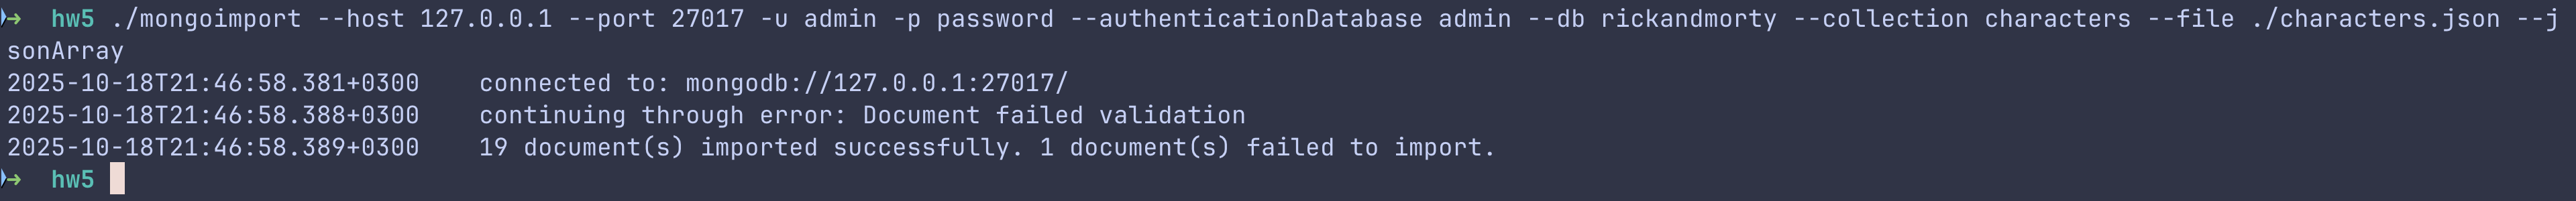 ➜  hw5 ./mongoimport --host 127.0.0.1 --port 27017 -u admin -p password --authenticationDatabase admin --db rickandmorty --collection characters --file ./characters.json --j
sonArray
2025-10-18T21:46:58.381+0300    connected to: mongodb://127.0.0.1:27017/
2025-10-18T21:46:58.388+0300    continuing through error: Document failed validation
2025-10-18T21:46:58.389+0300    19 document(s) imported successfully. 1 document(s) failed to import.
➜  hw5